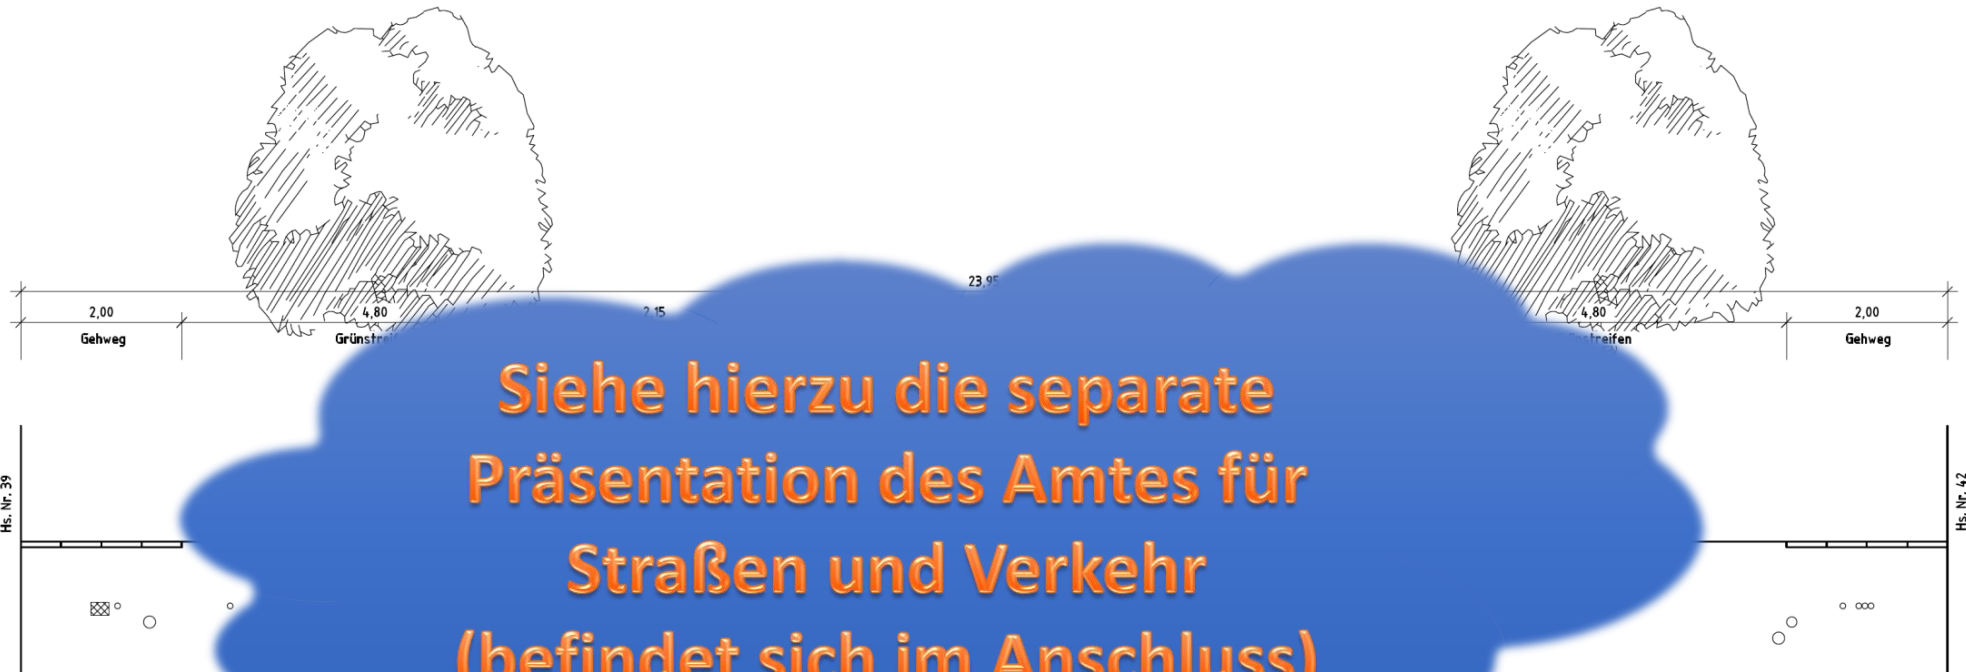 23,95
2,00
4,80
2,15
4,80
2,00
Gehweg
Gehweg
Siehe hierzu die separate
Präsentation des Amtes für
Straßen und Verkehr
(befindet sich im Anschluss)
Hs. Nr. 39
Hs. Nr. 42